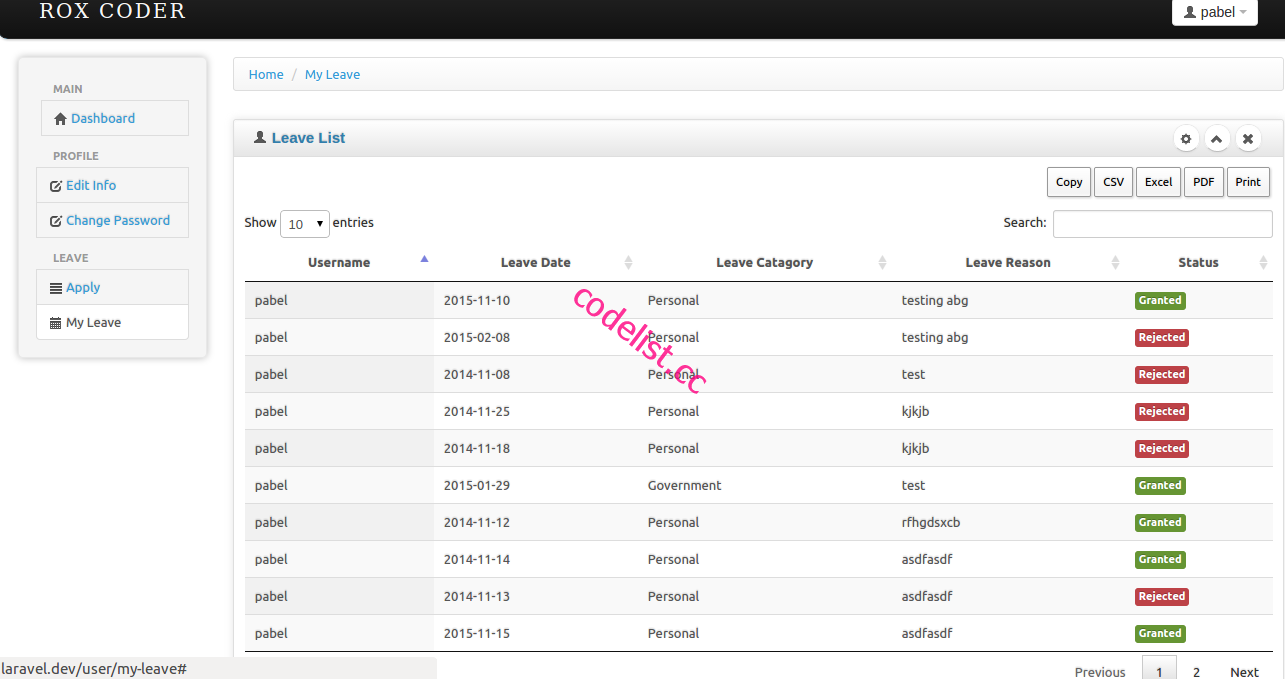 ROX CODER
pabel
MAIN
Dashboard
PROFILE
Edit Info
Change Password
LEAVE
Apply
My Leave
Home / My Leave
Leave List
Copy CSV Excel PDF Print
Show 10 entries Search:
Username Leave Date Leave Catagory Leave Reason Status
pabel 2015-11-10 Personal testing abg Granted
pabel 2015-02-08 Personal testing abg Rejected
pabel 2014-11-08 Personal test Rejected
pabel 2014-11-25 Personal kjkjb Rejected
pabel 2014-11-18 Personal kjkjb Rejected
pabel 2015-01-29 Government test Granted
pabel 2014-11-12 Personal rfhgdsxcb Granted
pabel 2014-11-14 Personal asdfasdf Granted
pabel 2014-11-13 Personal asdfasdf Rejected
pabel 2015-11-15 Personal asdfasdf Granted
codelist.cc
laravel.dev/user/my-leave#
Previous 1 2 Next